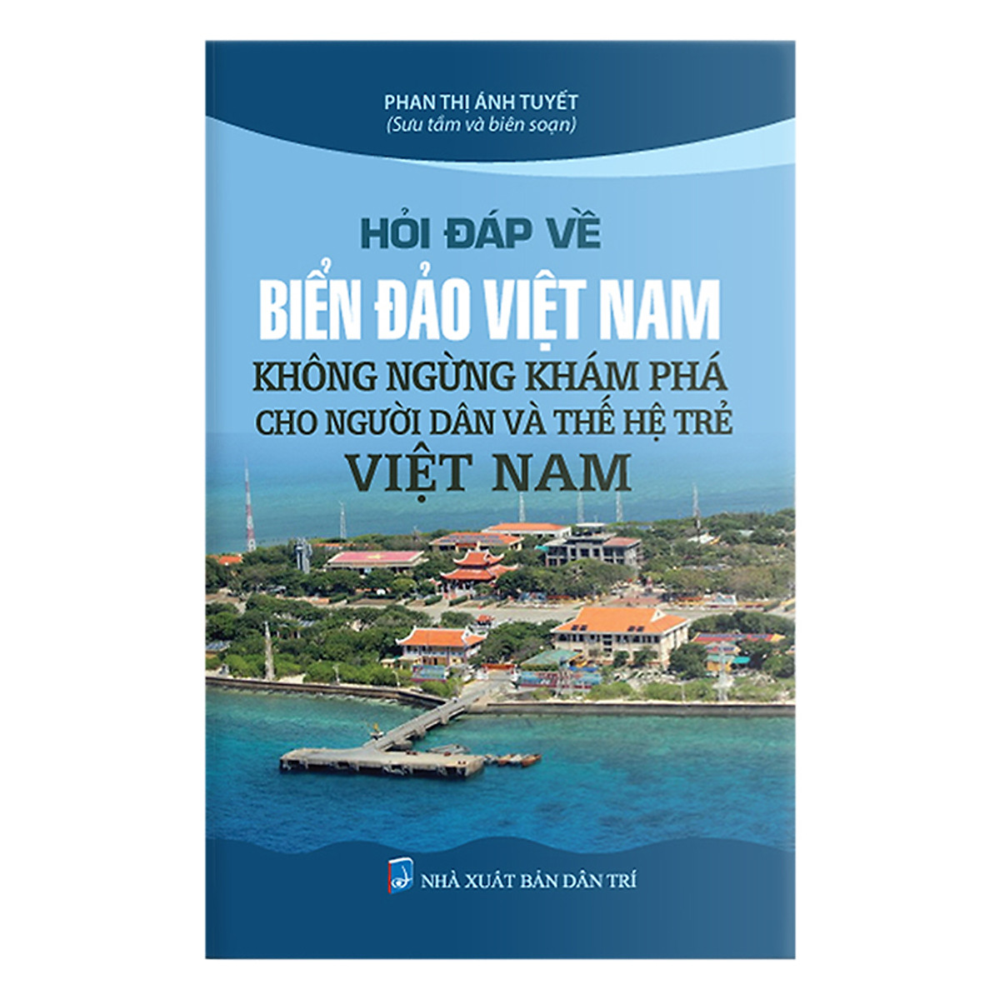 PHAN THỊ ÁNH TUYẾT
(Sưu tầm và biên soạn)
HỎI ĐÁP VỀ
BIỂN ĐẢO VIỆT NAM
KHÔNG NGỪNG KHÁM PHÁ
CHO NGƯỜI DÂN VÀ THẾ HỆ TRẺ
VIỆT NAM
NHÀ XUẤT BẢN DÂN TRÍ